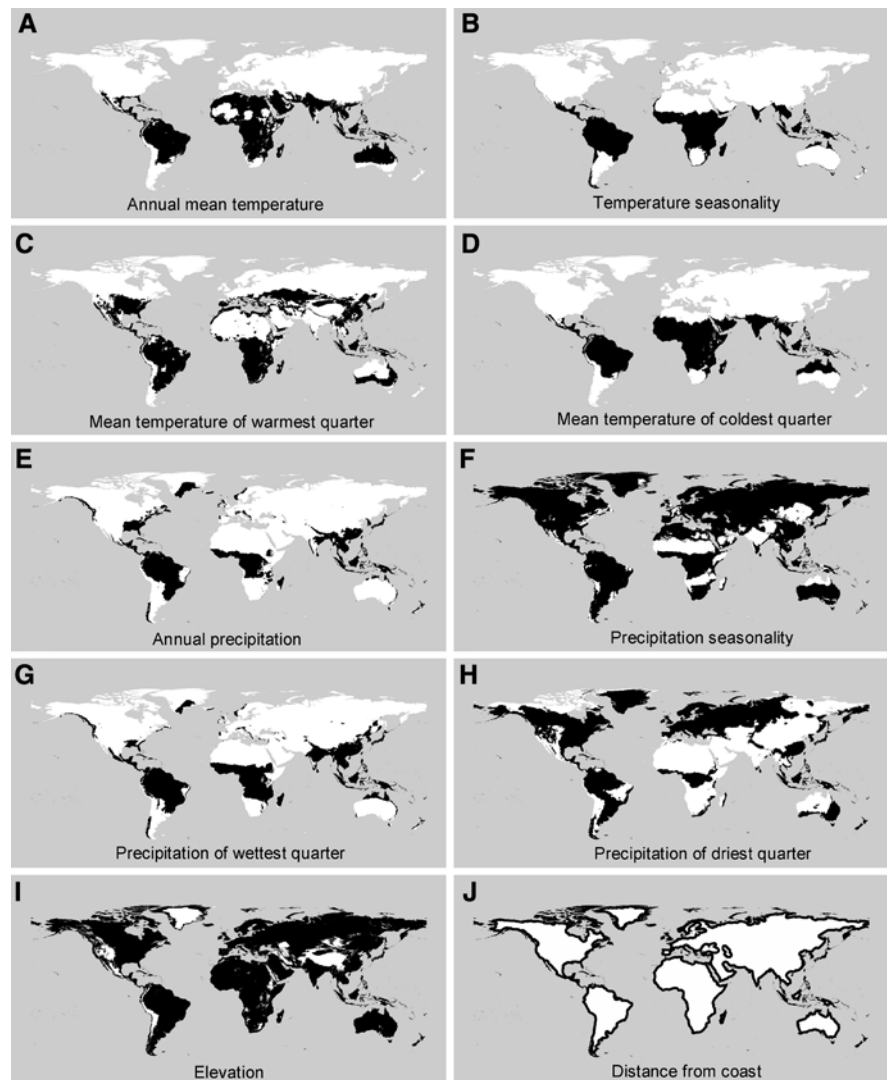 A
Annual mean temperature
B
Temperature seasonality
C
Mean temperature of warmest quarter
D
Mean temperature of coldest quarter
E
Annual precipitation
F
Precipitation seasonality
G
Precipitation of wettest quarter
H
Precipitation of driest quarter
I
Elevation
J
Distance from coast